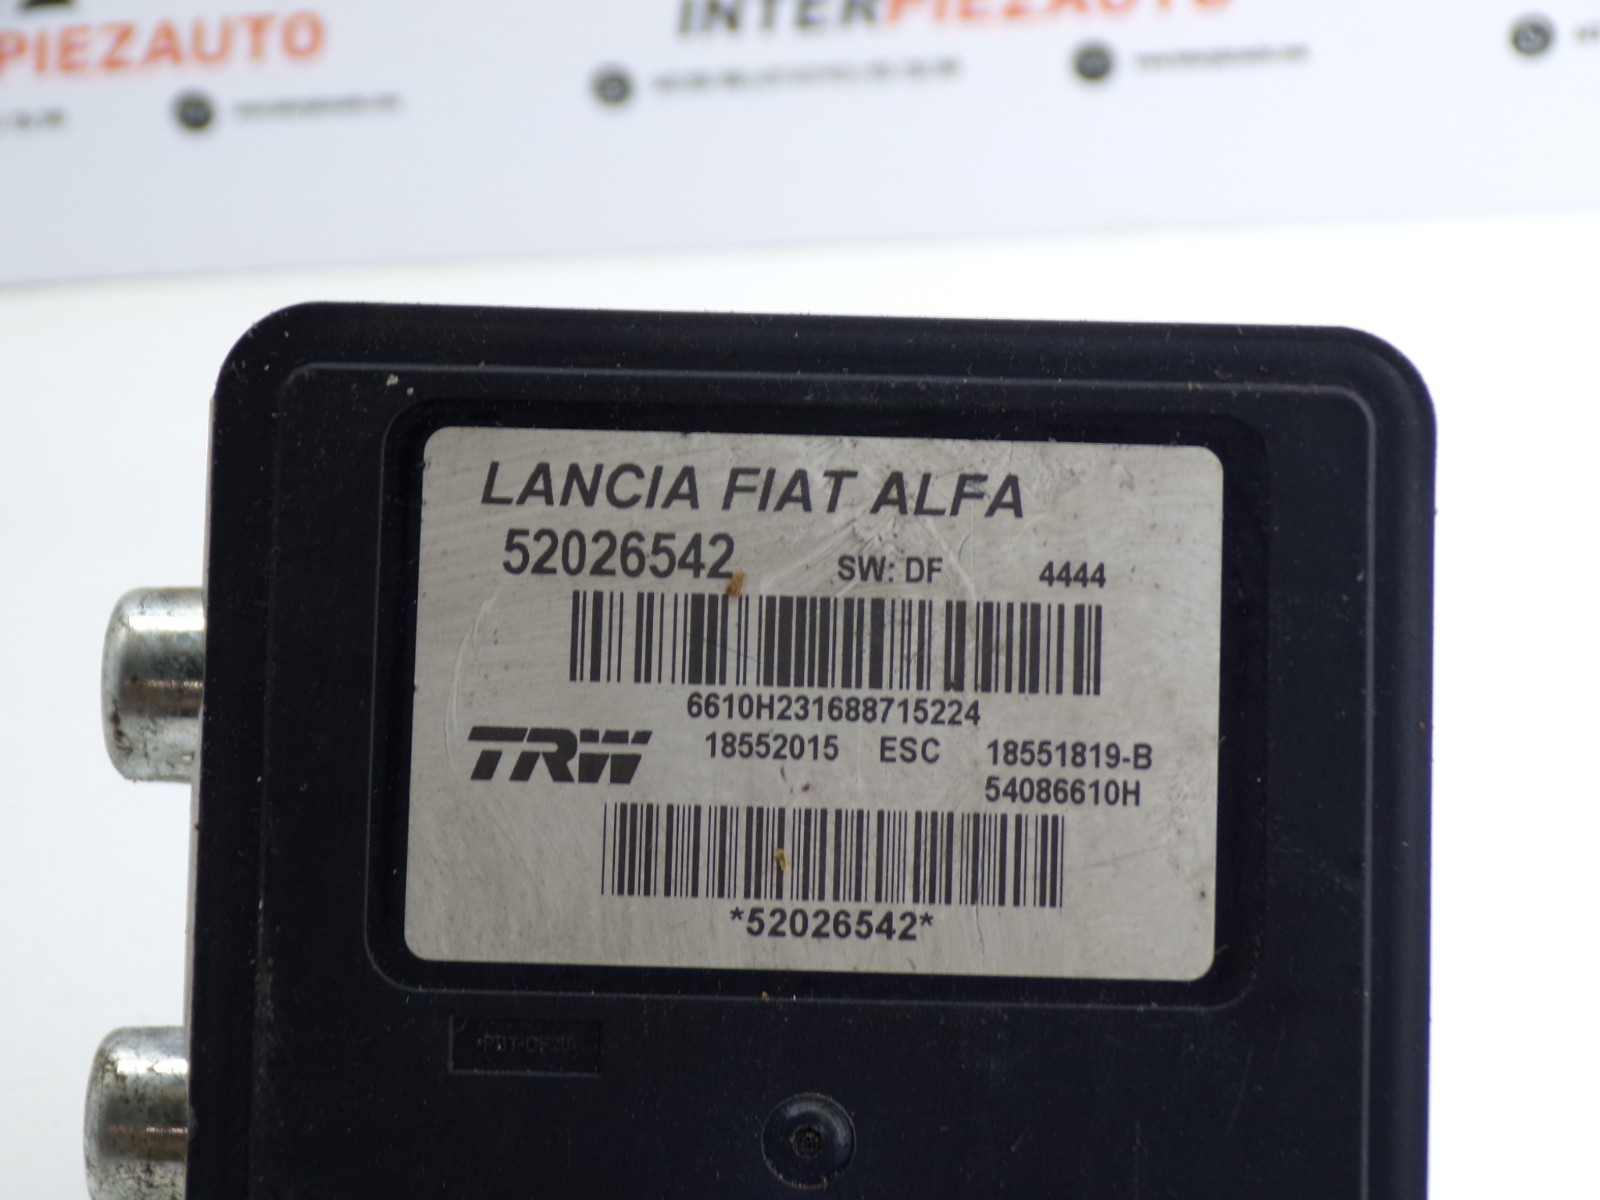 PIEZAUTO
INTERPIEZAUTO
LANCIA FIAT ALFA
52026542 SW: DF 4444
6610H231688715224
TRW 18552015 ESC 18551819-B
54086610H
*52026542*